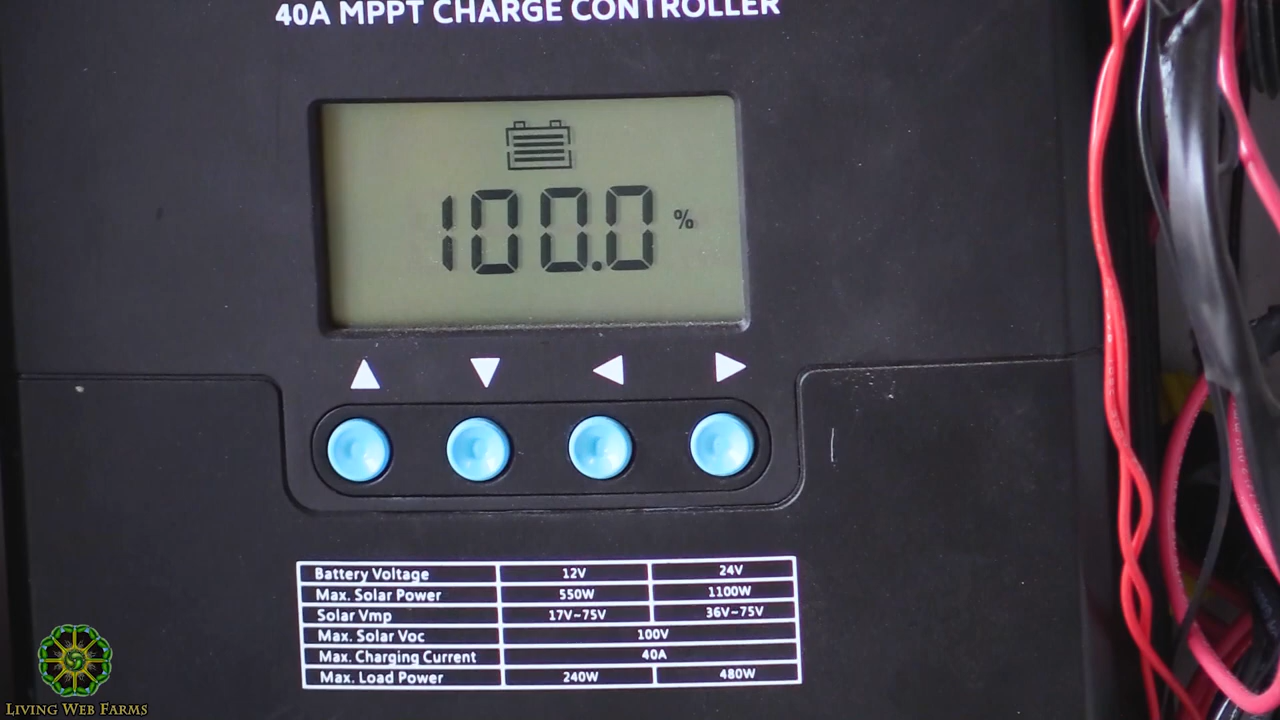 40A MPPT CHARGE CONTROLLER
100.0 %
Battery Voltage 12V 24V
Max. Solar Power 550W 1100W
Solar Vmp 17V~75V 36V~75V
Max. Solar Voc 100V
Max. Charging Current 40A
Max. Load Power 240W 480W
LIVING WEB FARMS